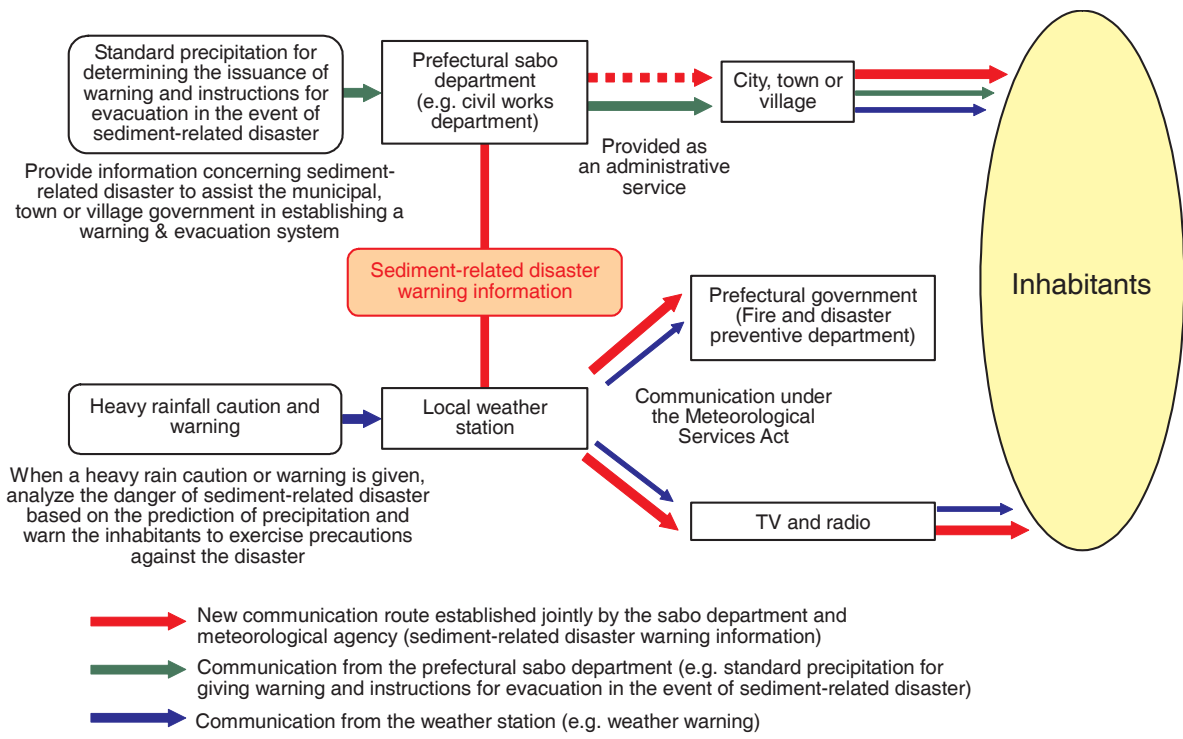 Standard precipitation for
determining the issuance of
warning and instructions for
evacuation in the event of
sediment-related disaster
Prefectural sabo
department
(e.g. civil works
department)
City, town or
village
Provide information concerning sediment-
related disaster to assist the municipal,
town or village government in establishing a
warning & evacuation system
Provided as
an administrative
service
Sediment-related disaster
warning information
Inhabitants
Prefectural government
(Fire and disaster
preventive department)
Heavy rainfall caution and
warning
Local weather
station
Communication under
the Meteorological
Services Act
When a heavy rain caution or warning is given,
analyze the danger of sediment-related disaster
based on the prediction of precipitation and
warn the inhabitants to exercise precautions
against the disaster
TV and radio
New communication route established jointly by the sabo department and
meteorological agency (sediment-related disaster warning information)
Communication from the prefectural sabo department (e.g. standard precipitation for
giving warning and instructions for evacuation in the event of sediment-related disaster)
Communication from the weather station (e.g. weather warning)